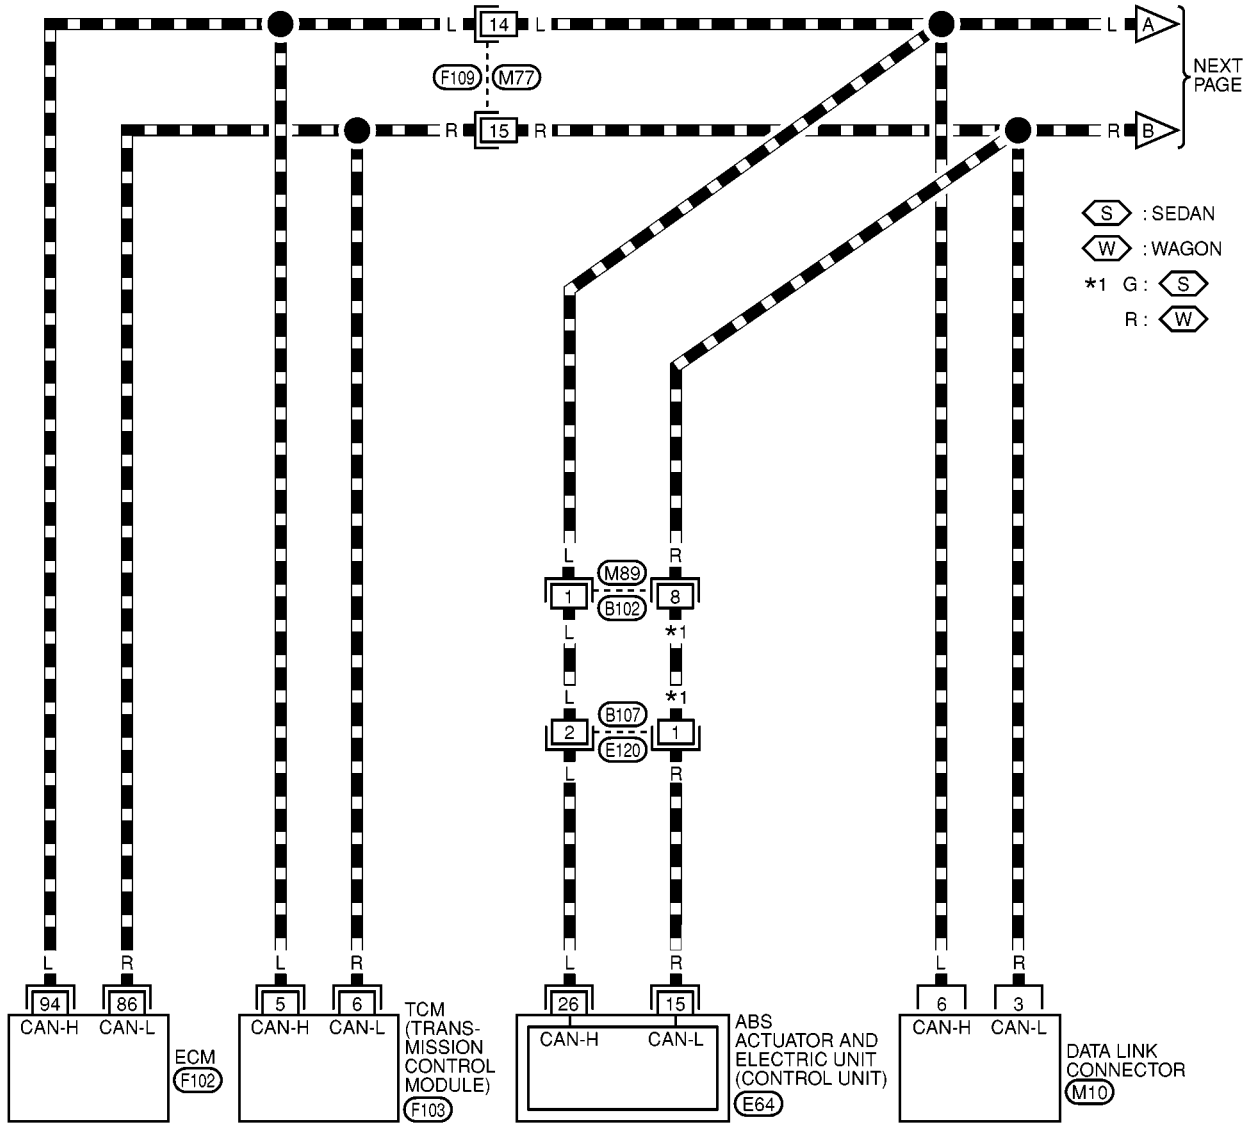 L 14 L L A
F109 M77
NEXT
PAGE
R 15 R R B
S : SEDAN
W : WAGON
*1 G : S
R : W
L R
M89
1 8
B102
L *1
L *1
B107
2 1
E120
L R
L R L R L R L R
94 86 5 6 26 15 6 3
CAN-H CAN-L CAN-H CAN-L CAN-H CAN-L CAN-H CAN-L
ECM
F102
TCM
(TRANS-
MISSION
CONTROL
MODULE)
F103
ABS
ACTUATOR AND
ELECTRIC UNIT
(CONTROL UNIT)
E64
DATA LINK
CONNECTOR
M10